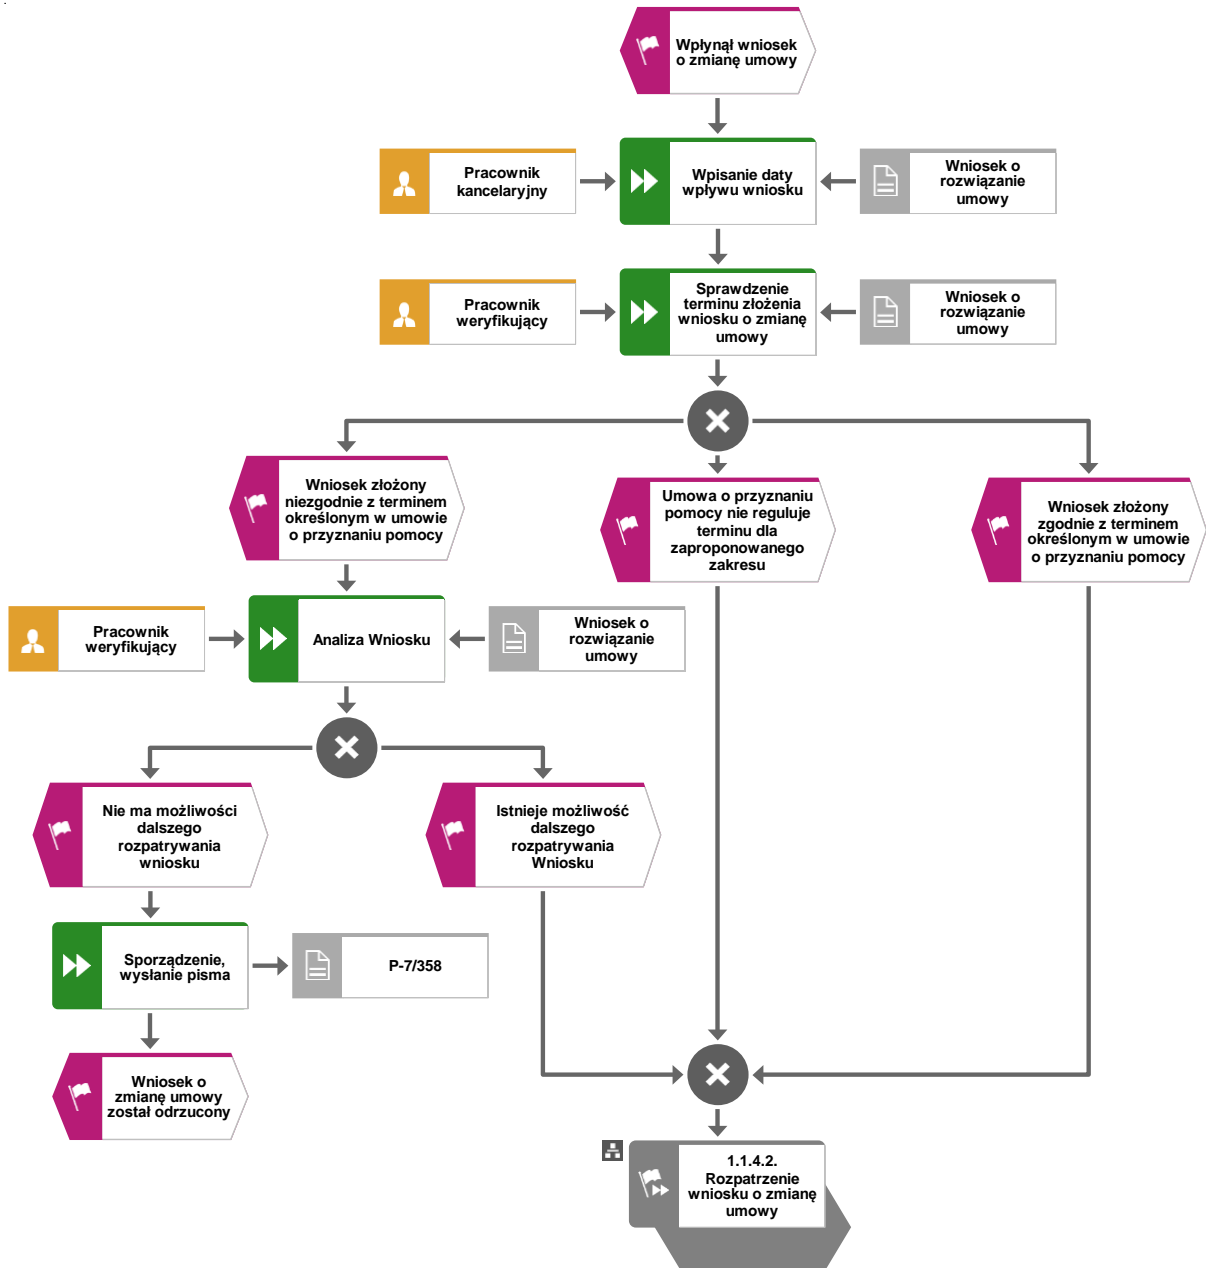 Wpłynął wniosek
o zmianę umowy
Pracownik
kancelaryjny
Wpisanie daty
wpływu wniosku
Wniosek o
rozwiązanie
umowy
Pracownik
weryfikujący
Sprawdzenie
terminu złożenia
wniosku o zmianę
umowy
Wniosek o
rozwiązanie
umowy
Wniosek złożony
niezgodnie z terminem
określonym w umowie
o przyznaniu pomocy
Umowa o przyznaniu
pomocy nie reguluje
terminu dla
zaproponowanego
zakresu
Wniosek złożony
zgodnie z terminem
określonym w umowie
o przyznaniu pomocy
Pracownik
weryfikujący
Analiza Wniosku
Wniosek o
rozwiązanie
umowy
Nie ma możliwości
dalszego
rozpatrywania
wniosku
Istnieje możliwość
dalszego
rozpatrywania
Wniosku
Sporządzenie,
wysłanie pisma
P-7/358
Wniosek o
zmianę umowy
został odrzucony
1.1.4.2.
Rozpatrzenie
wniosku o zmianę
umowy